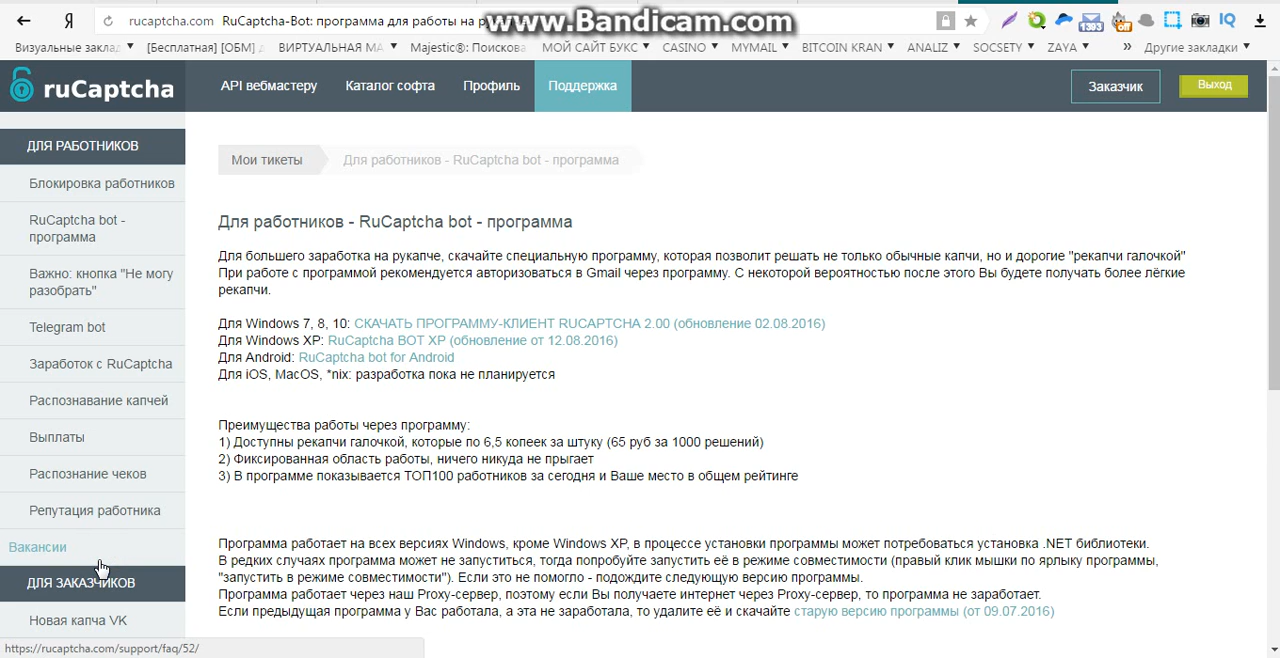 rucaptcha.com RuCaptcha-Bot: программа для работы на
www.Bandicam.com
Визуальные заклад
[Бесплатная] [ОБМ]
ВИРТУАЛЬНАЯ МА
Majestic®: Поискова
МОЙ САЙТ БУКС
CASINO
MYMAIL
BITCOIN KRAN
ANALIZ
SOCSETY
ZAYA
»
Другие закладки
ruCaptcha
API вебмастеру
Каталог софта
Профиль
Поддержка
Заказчик
Выход
ДЛЯ РАБОТНИКОВ
Блокировка работников
RuCaptcha bot -
программа
Важно: кнопка "Не могу
разобрать"
Telegram bot
Заработок с RuCaptcha
Распознавание капчей
Выплаты
Распознание чеков
Репутация работника
Вакансии
ДЛЯ ЗАКАЗЧИКОВ
Новая капча VK
https://rucaptcha.com/support/faq/52/
Мои тикеты
Для работников - RuCaptcha bot - программа
Для работников - RuCaptcha bot - программа
Для большего заработка на рукапче, скачайте специальную программу, которая позволит решать не только обычные капчи, но и дорогие "рекапчи галочкой"
При работе с программой рекомендуется авторизоваться в Gmail через программу. С некоторой вероятностью после этого Вы будете получать более лёгкие
рекапчи.
Для Windows 7, 8, 10: СКАЧАТЬ ПРОГРАММУ-КЛИЕНТ RUCAPTCHA 2.00 (обновление 02.08.2016)
Для Windows XP: RuCaptcha BOT XP (обновление от 12.08.2016)
Для Android: RuCaptcha bot for Android
Для iOS, MacOS, *nix: разработка пока не планируется
Преимущества работы через программу:
1) Доступны рекапчи галочкой, которые по 6,5 копеек за штуку (65 руб за 1000 решений)
2) Фиксированная область работы, ничего никуда не прыгает
3) В программе показывается ТОП100 работников за сегодня и Ваше место в общем рейтинге
Программа работает на всех версиях Windows, кроме Windows XP, в процессе установки программы может потребоваться установка .NET библиотеки.
В редких случаях программа может не запуститься, тогда попробуйте запустить её в режиме совместимости (правый клик мышки по ярлыку программы,
"запустить в режиме совместимости"). Если это не помогло - подождите следующую версию программы.
Программа работает через наш Proxy-сервер, поэтому если Вы получаете интернет через Proxy-сервер, то программа не заработает.
Если предыдущая программа у Вас работала, а эта не заработала, то удалите её и скачайте старую версию программы (от 09.07.2016)